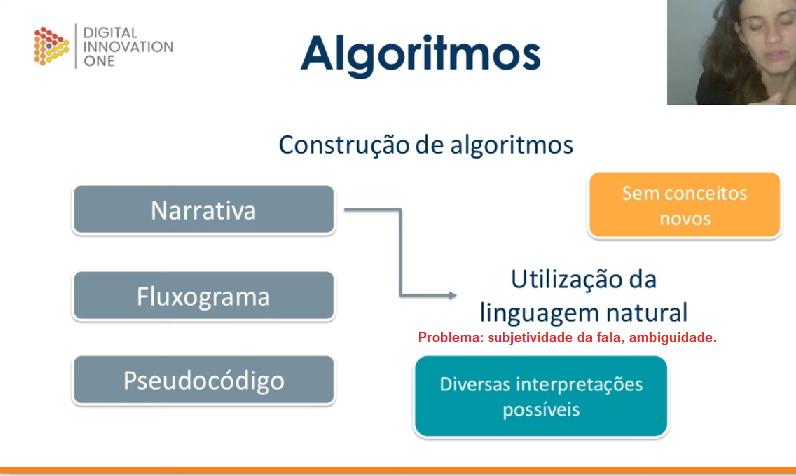 DIGITAL
INNOVATION
ONE
Algoritmos
Construção de algoritmos
Narrativa
Fluxograma
Pseudocódigo
Sem conceitos
novos
Utilização da
linguagem natural
Problema: subjetividade da fala, ambiguidade.
Diversas interpretações
possíveis